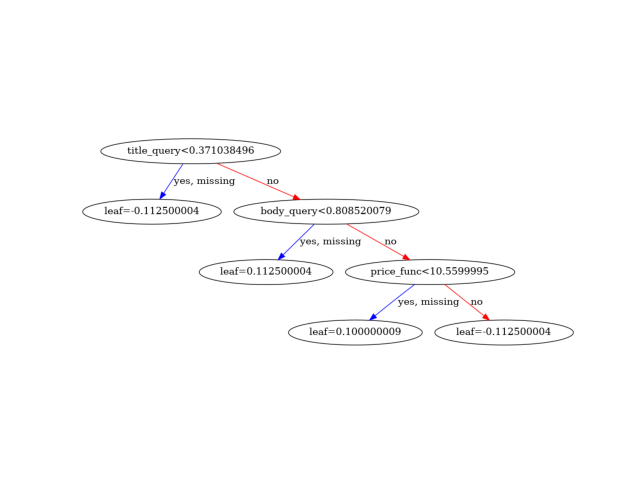 title_query<0.371038496
yes, missing
no
leaf=-0.112500004
body_query<0.808520079
yes, missing
no
leaf=0.112500004
price_func<10.5599995
yes, missing
no
leaf=0.100000009
leaf=-0.112500004